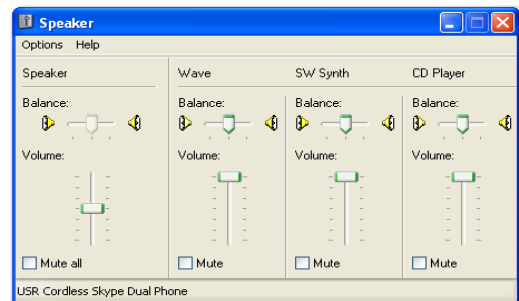 Speaker
Options Help
Speaker Wave SW Synth CD Player
Balance: Balance: Balance: Balance:
Volume: Volume: Volume: Volume:
Mute all Mute Mute Mute
USR Cordless Skype Dual Phone